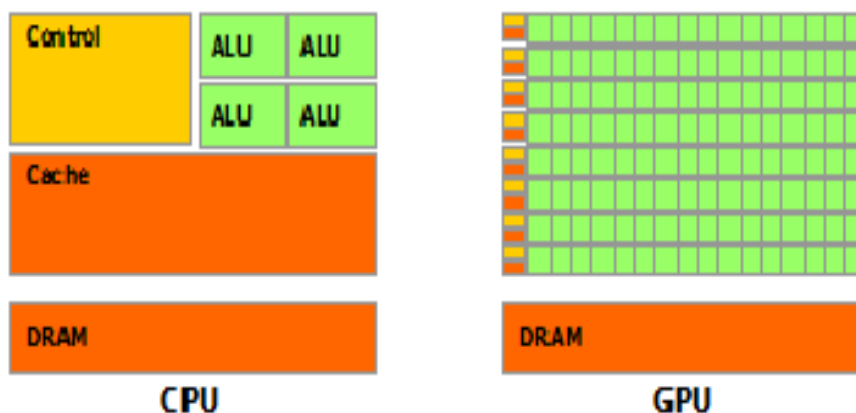 Control
ALU ALU
ALU ALU
Cache
DRAM
DRAM
CPU
GPU